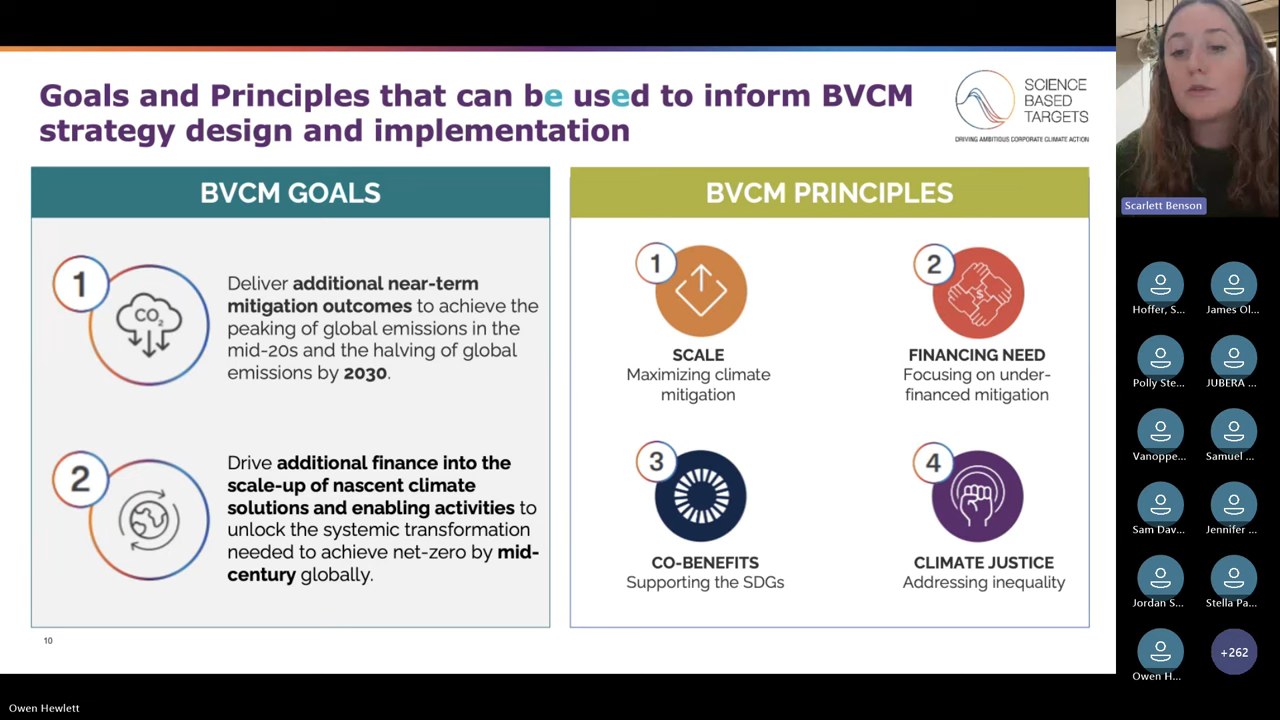 Goals and Principles that can be used to inform BVCM
strategy design and implementation
SCIENCE
BASED
TARGETS
DRIVING AMBITIOUS CORPORATE CLIMATE ACTION
BVCM GOALS
1
CO2
Deliver additional near-term
mitigation outcomes to achieve the
peaking of global emissions in the
mid-20s and the halving of global
emissions by 2030.
2
Drive additional finance into the
scale-up of nascent climate
solutions and enabling activities to
unlock the systemic transformation
needed to achieve net-zero by mid-
century globally.
BVCM PRINCIPLES
1
SCALE
Maximizing climate
mitigation
2
$
FINANCING NEED
Focusing on under-
financed mitigation
3
CO-BENEFITS
Supporting the SDGs
4
CLIMATE JUSTICE
Addressing inequality
10
Scarlett Benson
Hoffer, S...
James Ol...
Polly Ste...
JUBERA ...
Vanoppe...
Samuel ...
Sam Dav...
Jennifer ...
Jordan S...
Stella Pa...
Owen H...
+262
Owen Hewlett